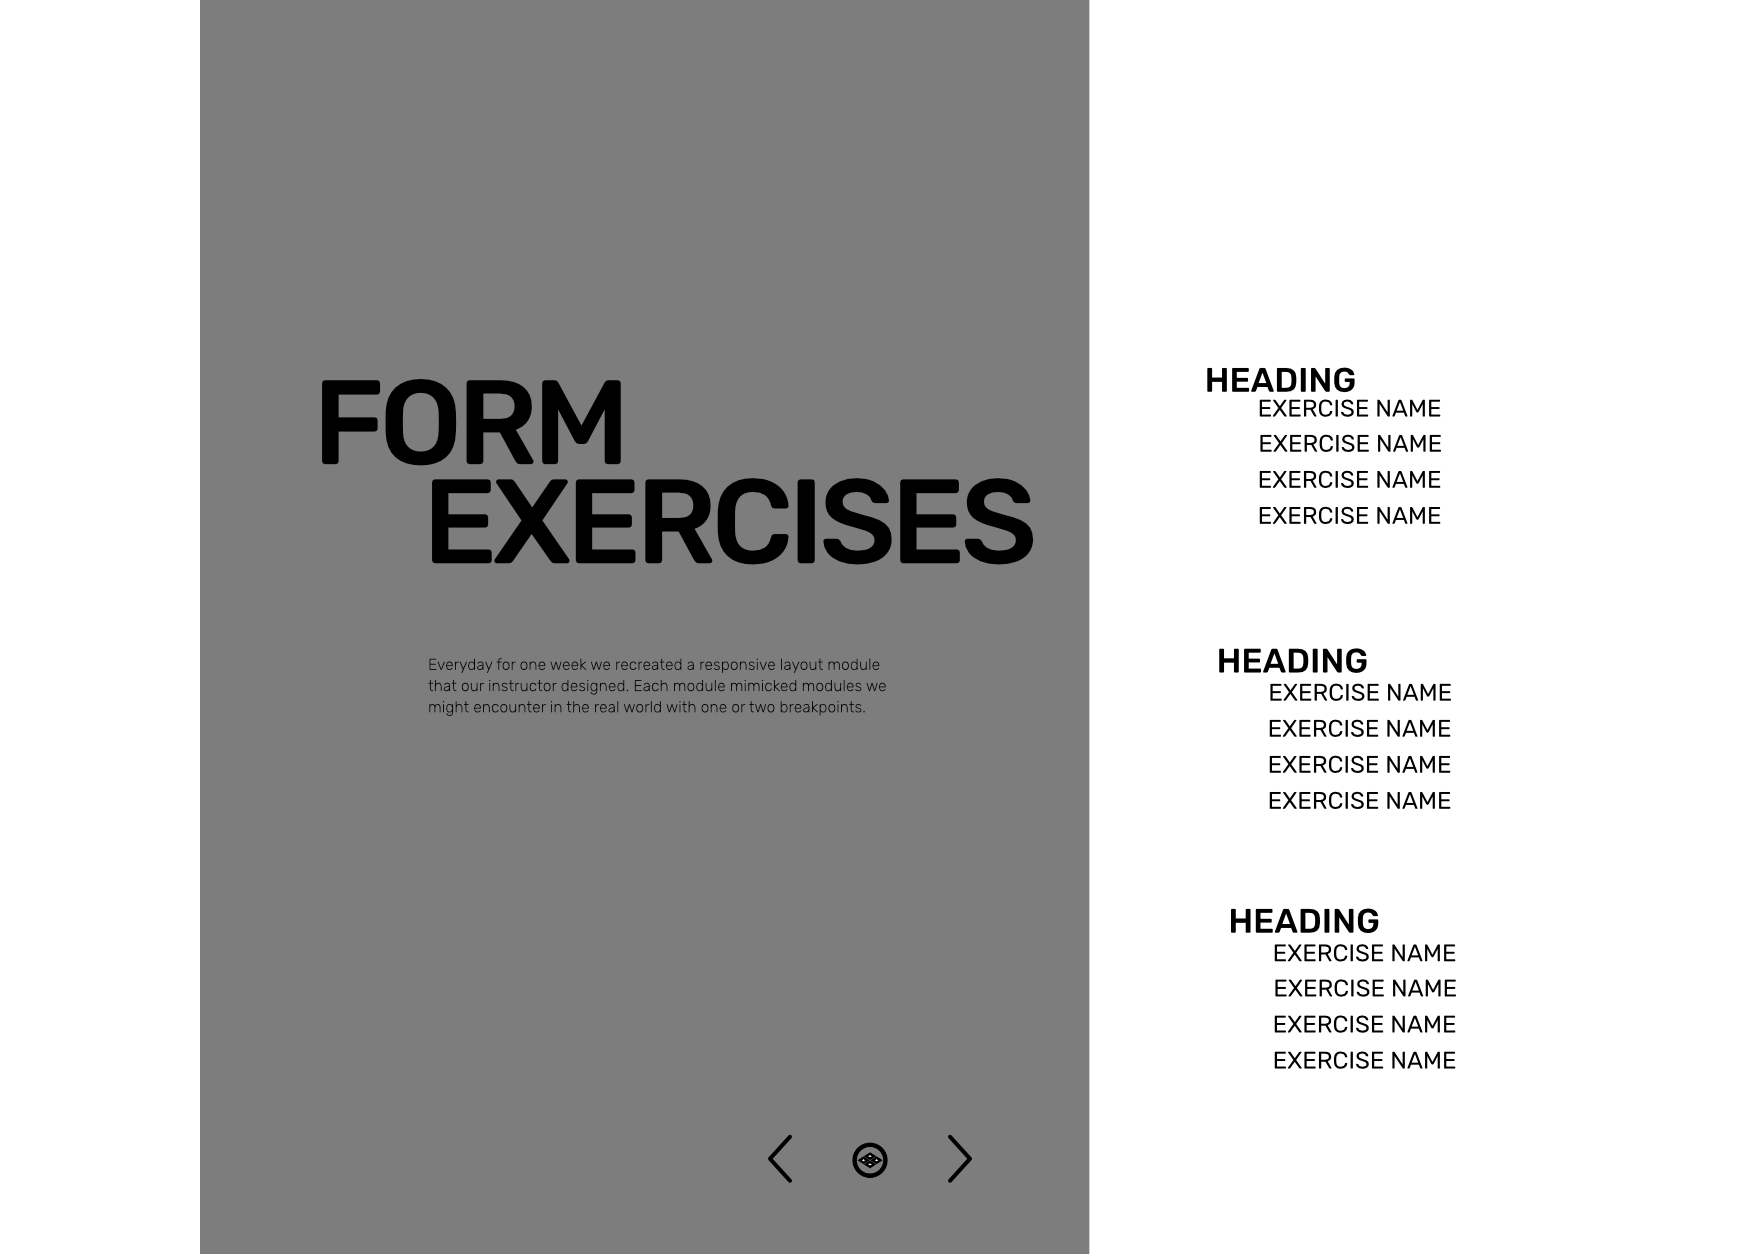 FORM
EXERCISES
Everyday for one week we recreated a responsive layout module
that our instructor designed. Each module mimicked modules we
might encounter in the real world with one or two breakpoints.
HEADING
EXERCISE NAME
EXERCISE NAME
EXERCISE NAME
EXERCISE NAME
HEADING
EXERCISE NAME
EXERCISE NAME
EXERCISE NAME
EXERCISE NAME
HEADING
EXERCISE NAME
EXERCISE NAME
EXERCISE NAME
EXERCISE NAME